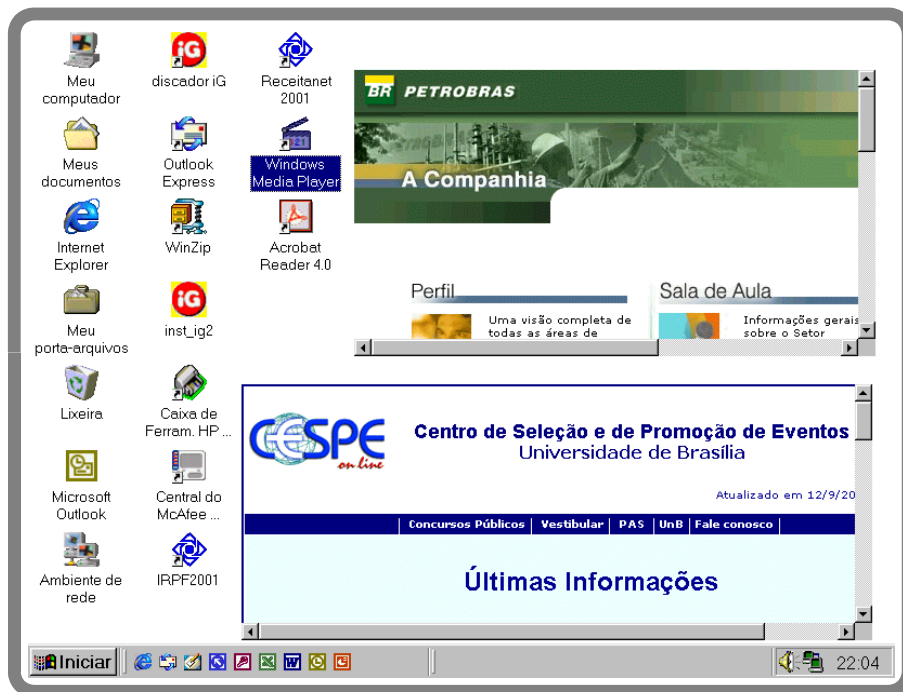 Meu
computador
discador iG
Receitanet
2001
Meus
documentos
Outlook
Express
Windows
Media Player
Internet
Explorer
WinZip
Acrobat
Reader 4.0
Meu
porta-arquivos
inst_ig2
Lixeira
Caixa de
Ferram. HP ...
Microsoft
Outlook
Central do
McAfee ...
Ambiente de
rede
IRPF2001
BR PETROBRAS
A Companhia
Perfil
Uma visão completa de
todas as áreas de
Sala de Aula
Informações gerais
sobre o Setor
CESPE
on line
Centro de Seleção e de Promoção de Eventos
Universidade de Brasília
Atualizado em 12/9/20
Concursos Públicos | Vestibular | PAS | UnB | Fale conosco |
Últimas Informações
Iniciar
22:04